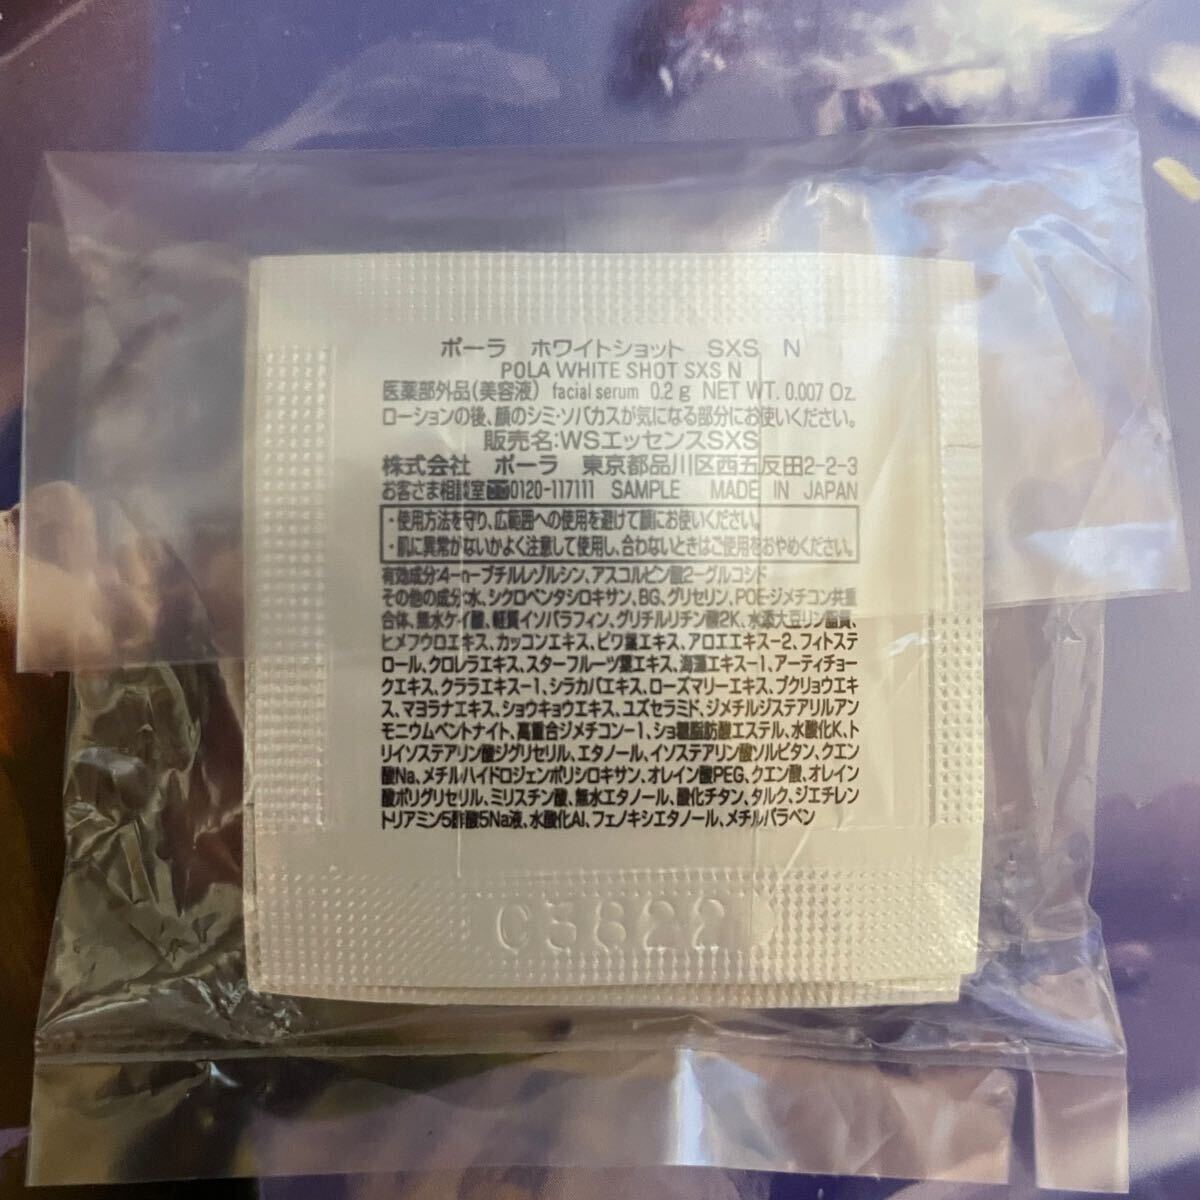 ポーラ ホワイトショット SXS N
POLA WHITE SHOT SXS N
医薬部外品(美容液) facial serum 0.2 g NET WT. 0.007 Oz.
ローションの後、顔のシミ・ソバカスが気になる部分にお使いください。
販売名:WSエッセンスSXS
株式会社 ポーラ 東京都品川区西五反田2-2-3
お客さま相談室 0120-117111 SAMPLE MADE IN JAPAN
・使用方法を守り、広範囲への使用を避けて顔にお使いください。
・肌に異常がないかよく注意して使用し、合わないときはご使用をおやめください。
有効成分:4-n-ブチルレゾルシン、アスコルビン酸2-グルコシド
その他の成分:水、シクロペンタシロキサン、BG、グリセリン、POE-ジメチコン共重
合体、無水ケイ酸、軽質イソパラフィン、グリチルリチン酸2K、水添大豆リン脂質、
ヒメフウロエキス、カッコンエキス、ビワ葉エキス、アロエエキス-2、フィトステ
ロール、クロレラエキス、スターフルーツ葉エキス、海藻エキス-1、アーティチョー
クエキス、クララエキス-1、シラカバエキス、ローズマリーエキス、ブクリョウエキ
ス、マヨラナエキス、ショウキョウエキス、ユズセラミド、ジメチルジステアリルアン
モニウムベントナイト、高重合ジメチコン-1、ショ糖脂肪酸エステル、水酸化K、ト
リイソステアリン酸ジグリセリル、エタノール、イソステアリン酸ソルビタン、クエン
酸Na、メチルハイドロジェンポリシロキサン、オレイン酸PEG、クエン酸、オレイン
酸ポリグリセリル、ミリスチン酸、無水エタノール、酸化チタン、タルク、ジエチレン
トリアミン5酢酸5Na液、水酸化Al、フェノキシエタノール、メチルパラベン
C5622